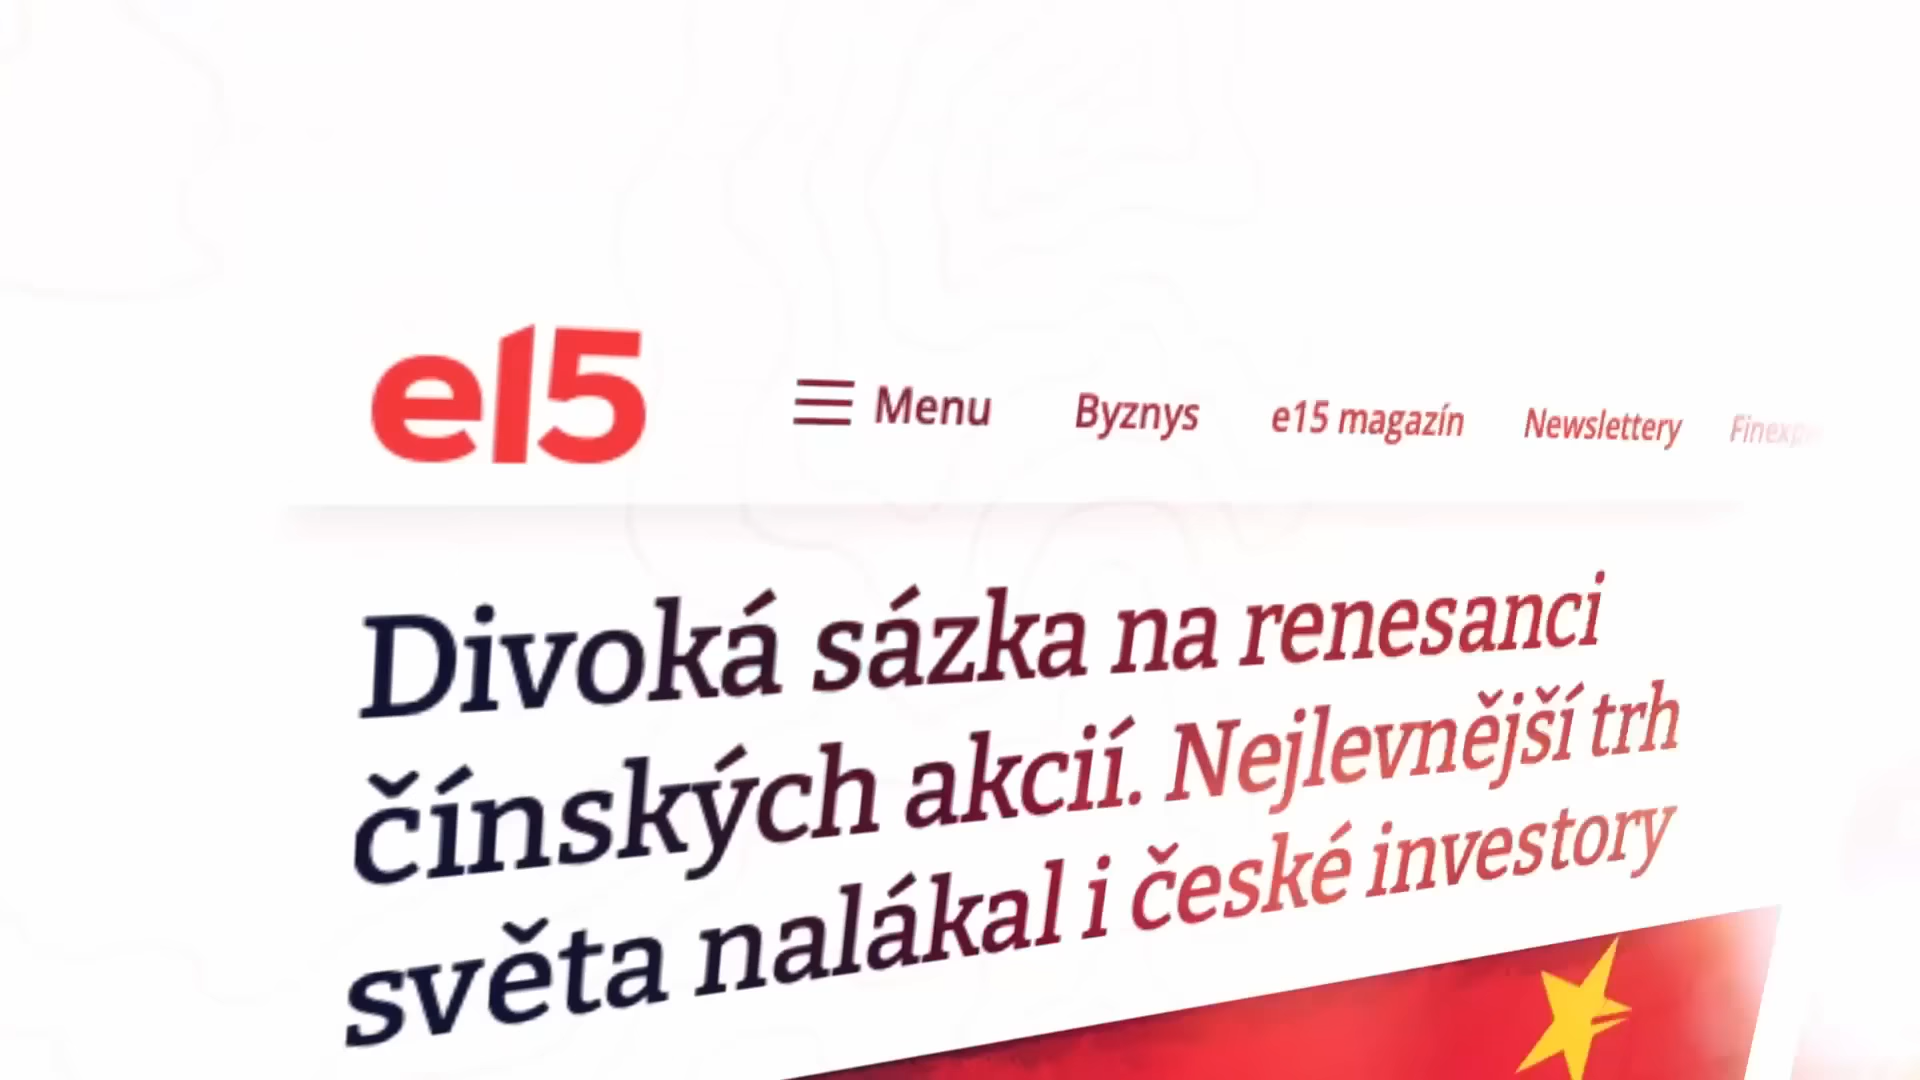 e15
Menu Byznys e15 magazín Newslettery
Divoká sázka na renesanci
čínských akcií. Nejlevnější trh
světa nalákal i české investory